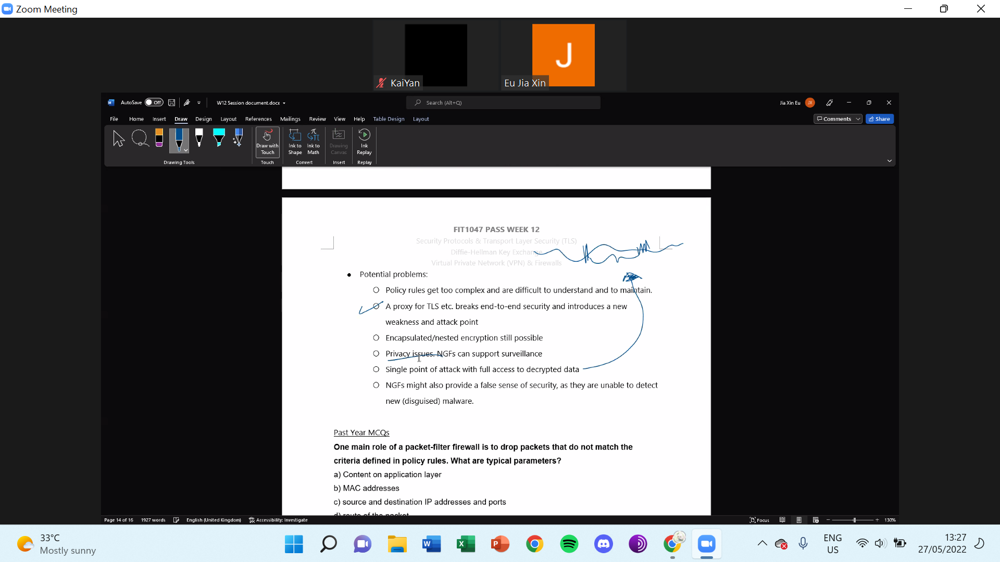 Zoom Meeting
J
KaiYan
Eu Jia Xin
AutoSave Off W12 Session document.docx Search (Alt+Q) Jia Xin Eu JX
File Home Insert Draw Design Layout References Mailings Review View Help Table Design Layout Comments Share
Draw with Touch
Ink to Shape
Ink to Math
Drawing Canvas
Ink Replay
Drawing Tools Touch Convert Insert Replay
FIT1047 PASS WEEK 12
Security Protocols & Transport Layer Security (TLS)
Diffie-Hellman Key Exchange
Virtual Private Network (VPN) & Firewalls
● Potential problems:
○ Policy rules get too complex and are difficult to understand and to maintain.
○ A proxy for TLS etc. breaks end-to-end security and introduces a new
weakness and attack point
○ Encapsulated/nested encryption still possible
○ Privacy issues. NGFs can support surveillance
○ Single point of attack with full access to decrypted data
○ NGFs might also provide a false sense of security, as they are unable to detect
new (disguised) malware.
Past Year MCQs
One main role of a packet-filter firewall is to drop packets that do not match the
criteria defined in policy rules. What are typical parameters?
a) Content on application layer
b) MAC addresses
c) source and destination IP addresses and ports
d) route of the packet
Page 14 of 16 1927 words English (United Kingdom) Accessibility: Investigate Focus 130%
33°C
Mostly sunny
ENG
US
13:27
27/05/2022